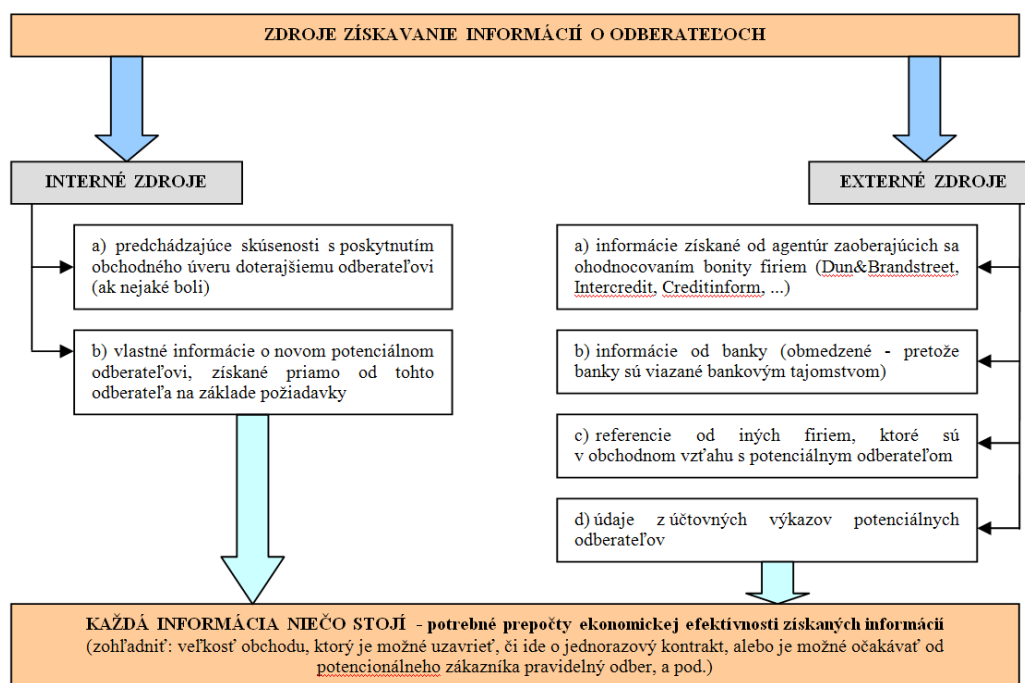 ZDROJE ZÍSKAVANIE INFORMÁCIÍ O ODBERATEĽOCH
INTERNÉ ZDROJE
a) predchádzajúce skúsenosti s poskytnutím
obchodného úveru doterajšiemu odberateľovi
(ak nejaké boli)
b) vlastné informácie o novom potenciálnom
odberateľovi, získané priamo od tohto
odberateľa na základe požiadavky
EXTERNÉ ZDROJE
a) informácie získané od agentúr zaoberajúcich sa
ohodnocovaním bonity firiem (Dun&Brandstreet,
Intercredit, Creditinform, ...)
b) informácie od banky (obmedzené - pretože
banky sú viazané bankovým tajomstvom)
c) referencie od iných firiem, ktoré sú
v obchodnom vzťahu s potenciálnym odberateľom
d) údaje z účtovných výkazov potenciálnych
odberateľov
KAŽDÁ INFORMÁCIA NIEČO STOJÍ - potrebné prepočty ekonomickej efektívnosti získaných informácií
(zohľadniť: veľkosť obchodu, ktorý je možné uzavrieť, či ide o jednorazový kontrakt, alebo je možné očakávať od
potencionálneho zákazníka pravidelný odber, a pod.)